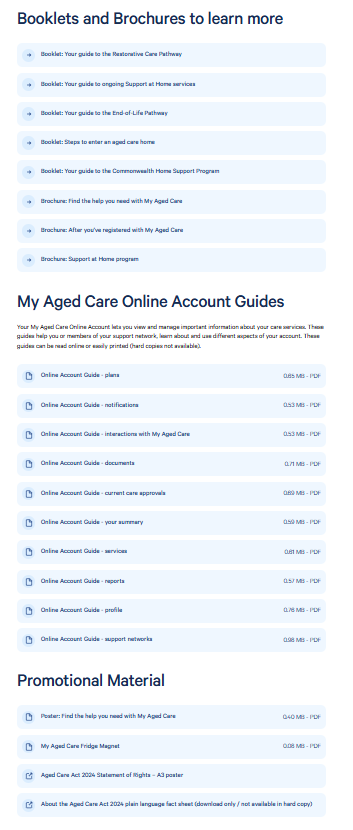 Booklets and Brochures to learn more
Booklet: Your guide to the Restorative Care Pathway
Booklet: Your guide to ongoing Support at Home services
Booklet: Your guide to the End-of-Life Pathway
Booklet: Steps to enter an aged care home
Booklet: Your guide to the Commonwealth Home Support Program
Brochure: Find the help you need with My Aged Care
Brochure: After you've registered with My Aged Care
Brochure: Support at Home program
My Aged Care Online Account Guides
Your My Aged Care Online Account lets you view and manage important information about your care services. These
guides help you or members of your support network, learn about and use different aspects of your account. These
guides can be read online or easily printed (hard copies not available).
Online Account Guide - plans 0.65 MB - PDF
Online Account Guide - notifications 0.53 MB - PDF
Online Account Guide - interactions with My Aged Care 0.53 MB - PDF
Online Account Guide - documents 0.71 MB - PDF
Online Account Guide - current care approvals 0.69 MB - PDF
Online Account Guide - your summary 0.59 MB - PDF
Online Account Guide - services 0.61 MB - PDF
Online Account Guide - reports 0.57 MB - PDF
Online Account Guide - profile 0.76 MB - PDF
Online Account Guide - support networks 0.98 MB - PDF
Promotional Material
Poster: Find the help you need with My Aged Care 0.40 MB - PDF
My Aged Care Fridge Magnet 0.08 MB - PDF
Aged Care Act 2024 Statement of Rights – A3 poster
About the Aged Care Act 2024 plain language fact sheet (download only / not available in hard copy)